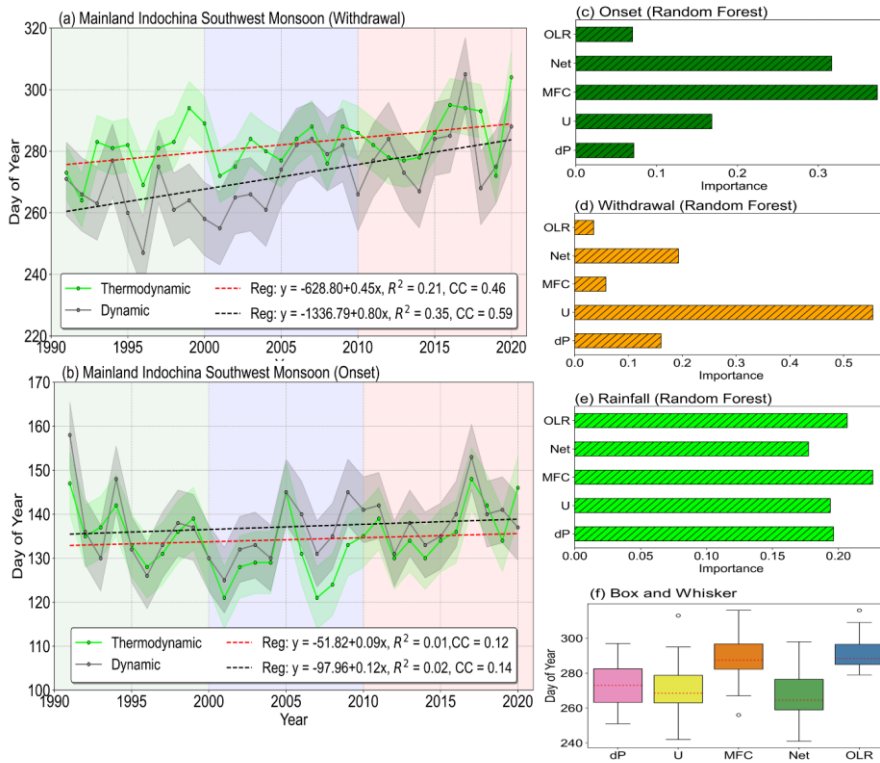 (a) Mainland Indochina Southwest Monsoon (Withdrawal)
Day of Year
320
300
280
260
240
220
Thermodynamic
Dynamic
Reg: y = -628.80+0.45x, R² = 0.21, CC = 0.46
Reg: y = -1336.79+0.80x, R² = 0.35, CC = 0.59
1990 1995 2000 2005 2010 2015 2020
(b) Mainland Indochina Southwest Monsoon (Onset)
Day of Year
170
160
150
140
130
120
110
100
Thermodynamic
Dynamic
Reg: y = -51.82+0.09x, R² = 0.01,CC = 0.12
Reg: y = -97.96+0.12x, R² = 0.02, CC = 0.14
1990 1995 2000 2005 2010 2015 2020
Year
(c) Onset (Random Forest)
OLR
Net
MFC
U
dP
0.0 0.1 0.2 0.3
Importance
(d) Withdrawal (Random Forest)
OLR
Net
MFC
U
dP
0.0 0.1 0.2 0.3 0.4 0.5
Importance
(e) Rainfall (Random Forest)
OLR
Net
MFC
U
dP
0.00 0.05 0.10 0.15 0.20
Importance
(f) Box and Whisker
Day of Year
300
280
260
240
dP U MFC Net OLR